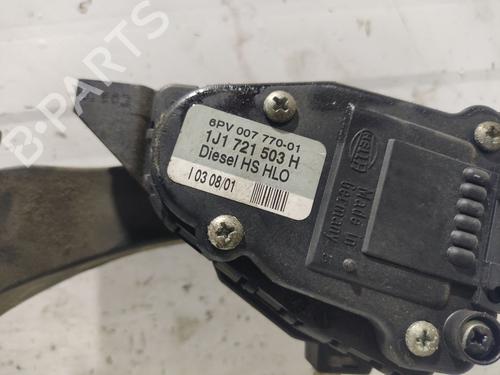 B-PARTS
6PV 007 770-01
1J1 721 503 H
Diesel HS HLO
I 03 08/01
HELLA
Made in
Germany